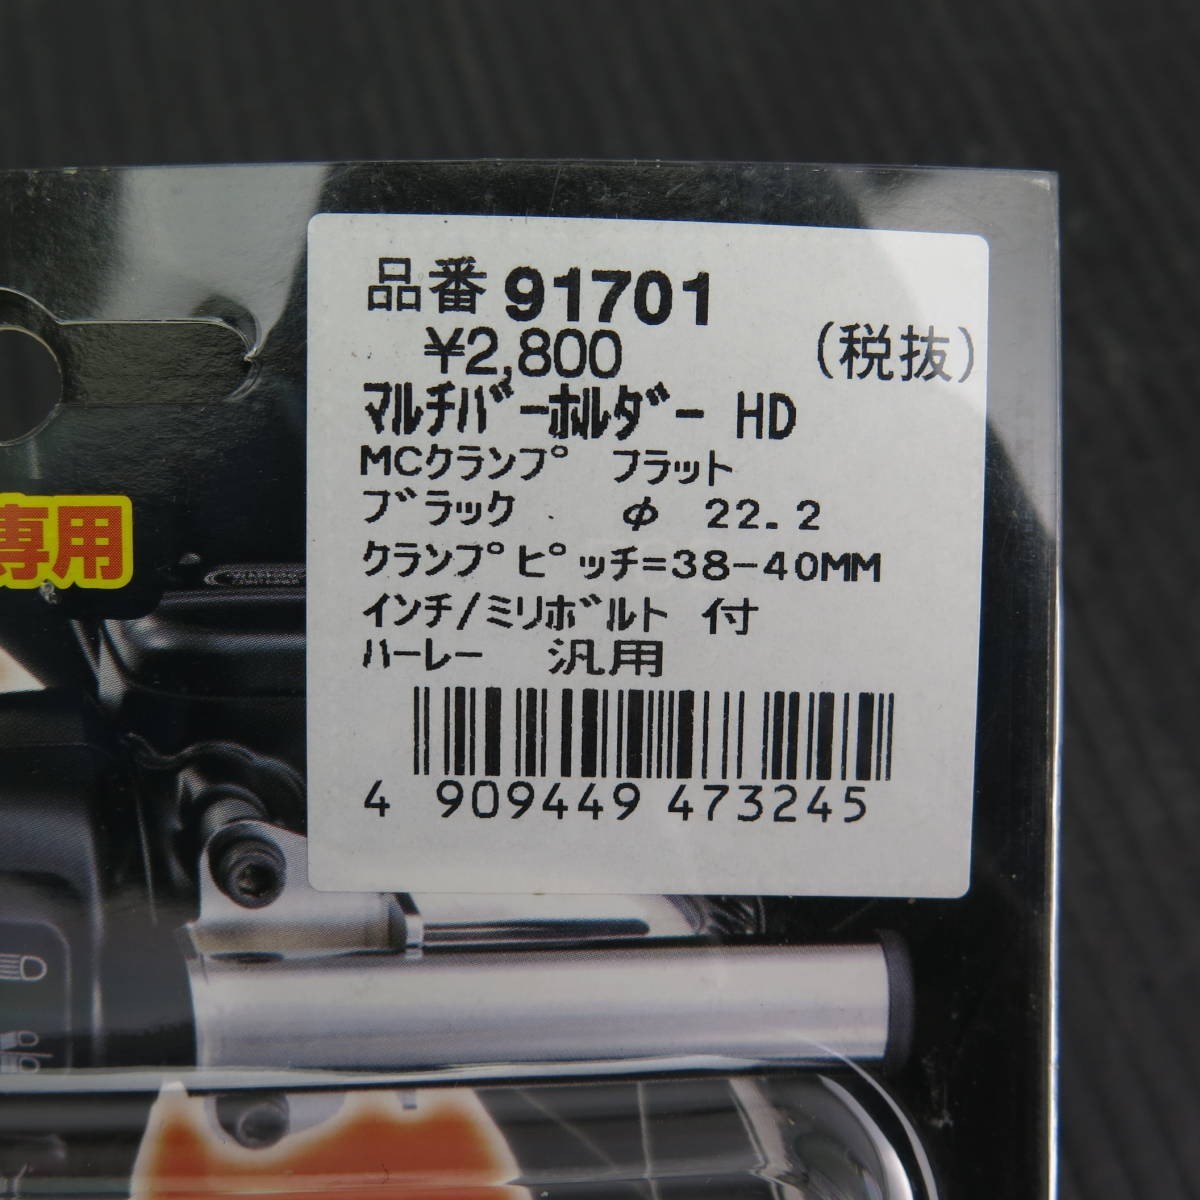 品番 91701
¥2,800 (税抜)
マルチバーホルダー HD
MCクランプ フラット
ブラック φ 22.2
クランプピッチ=38-40MM
インチ/ミリボルト 付
ハーレー 汎用
4 909449 473245
専用